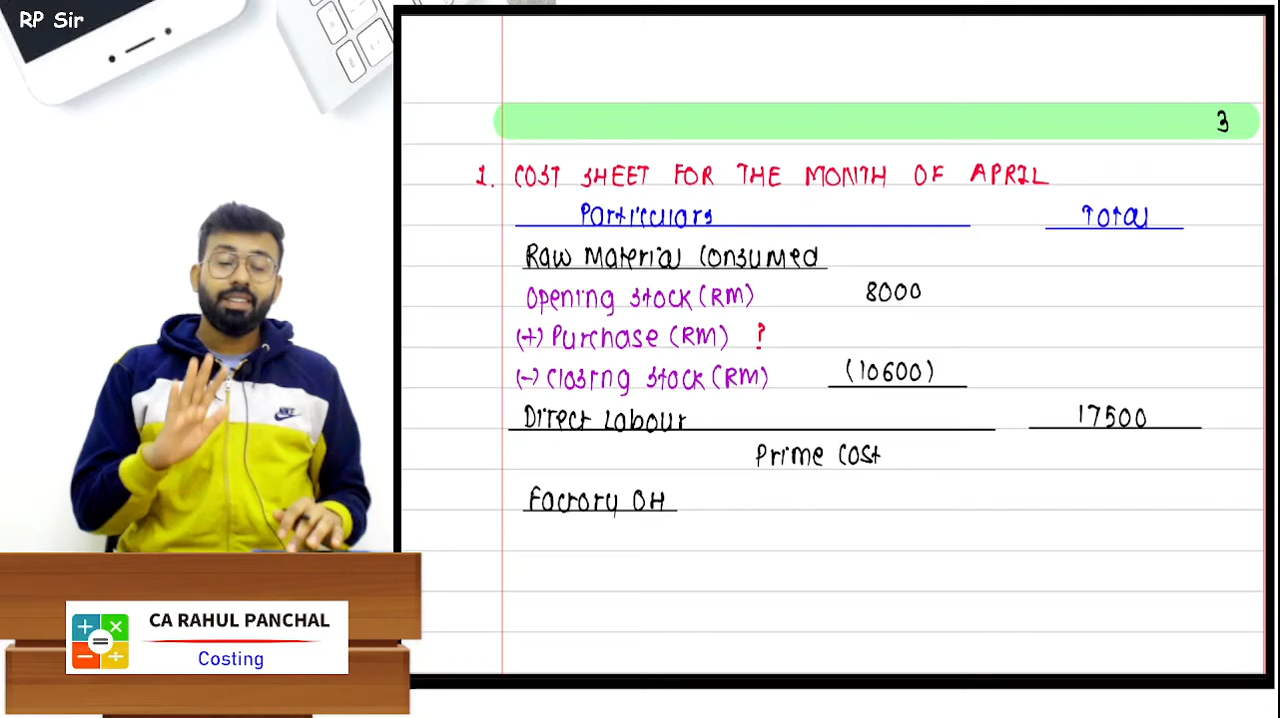 RP Sir
3
1. COST SHEET FOR THE MONTH OF APRIL
Particulars Total
Raw Material Consumed
Opening Stock (RM) 8000
(+) Purchase (RM) ?
(-) Closing Stock (RM) (10600)
Direct Labour 17500
Prime Cost
Factory OH
NIKE
CA RAHUL PANCHAL
Costing